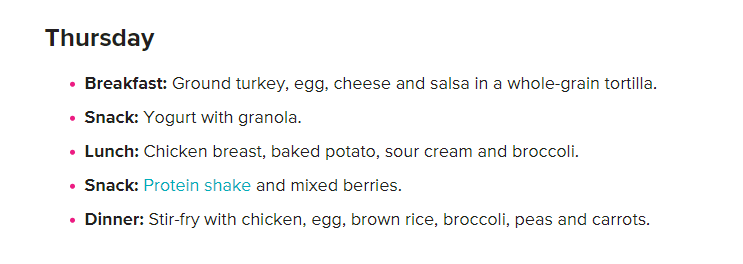 Thursday
Breakfast: Ground turkey, egg, cheese and salsa in a whole-grain tortilla.
Snack: Yogurt with granola.
Lunch: Chicken breast, baked potato, sour cream and broccoli.
Snack: Protein shake and mixed berries.
Dinner: Stir-fry with chicken, egg, brown rice, broccoli, peas and carrots.